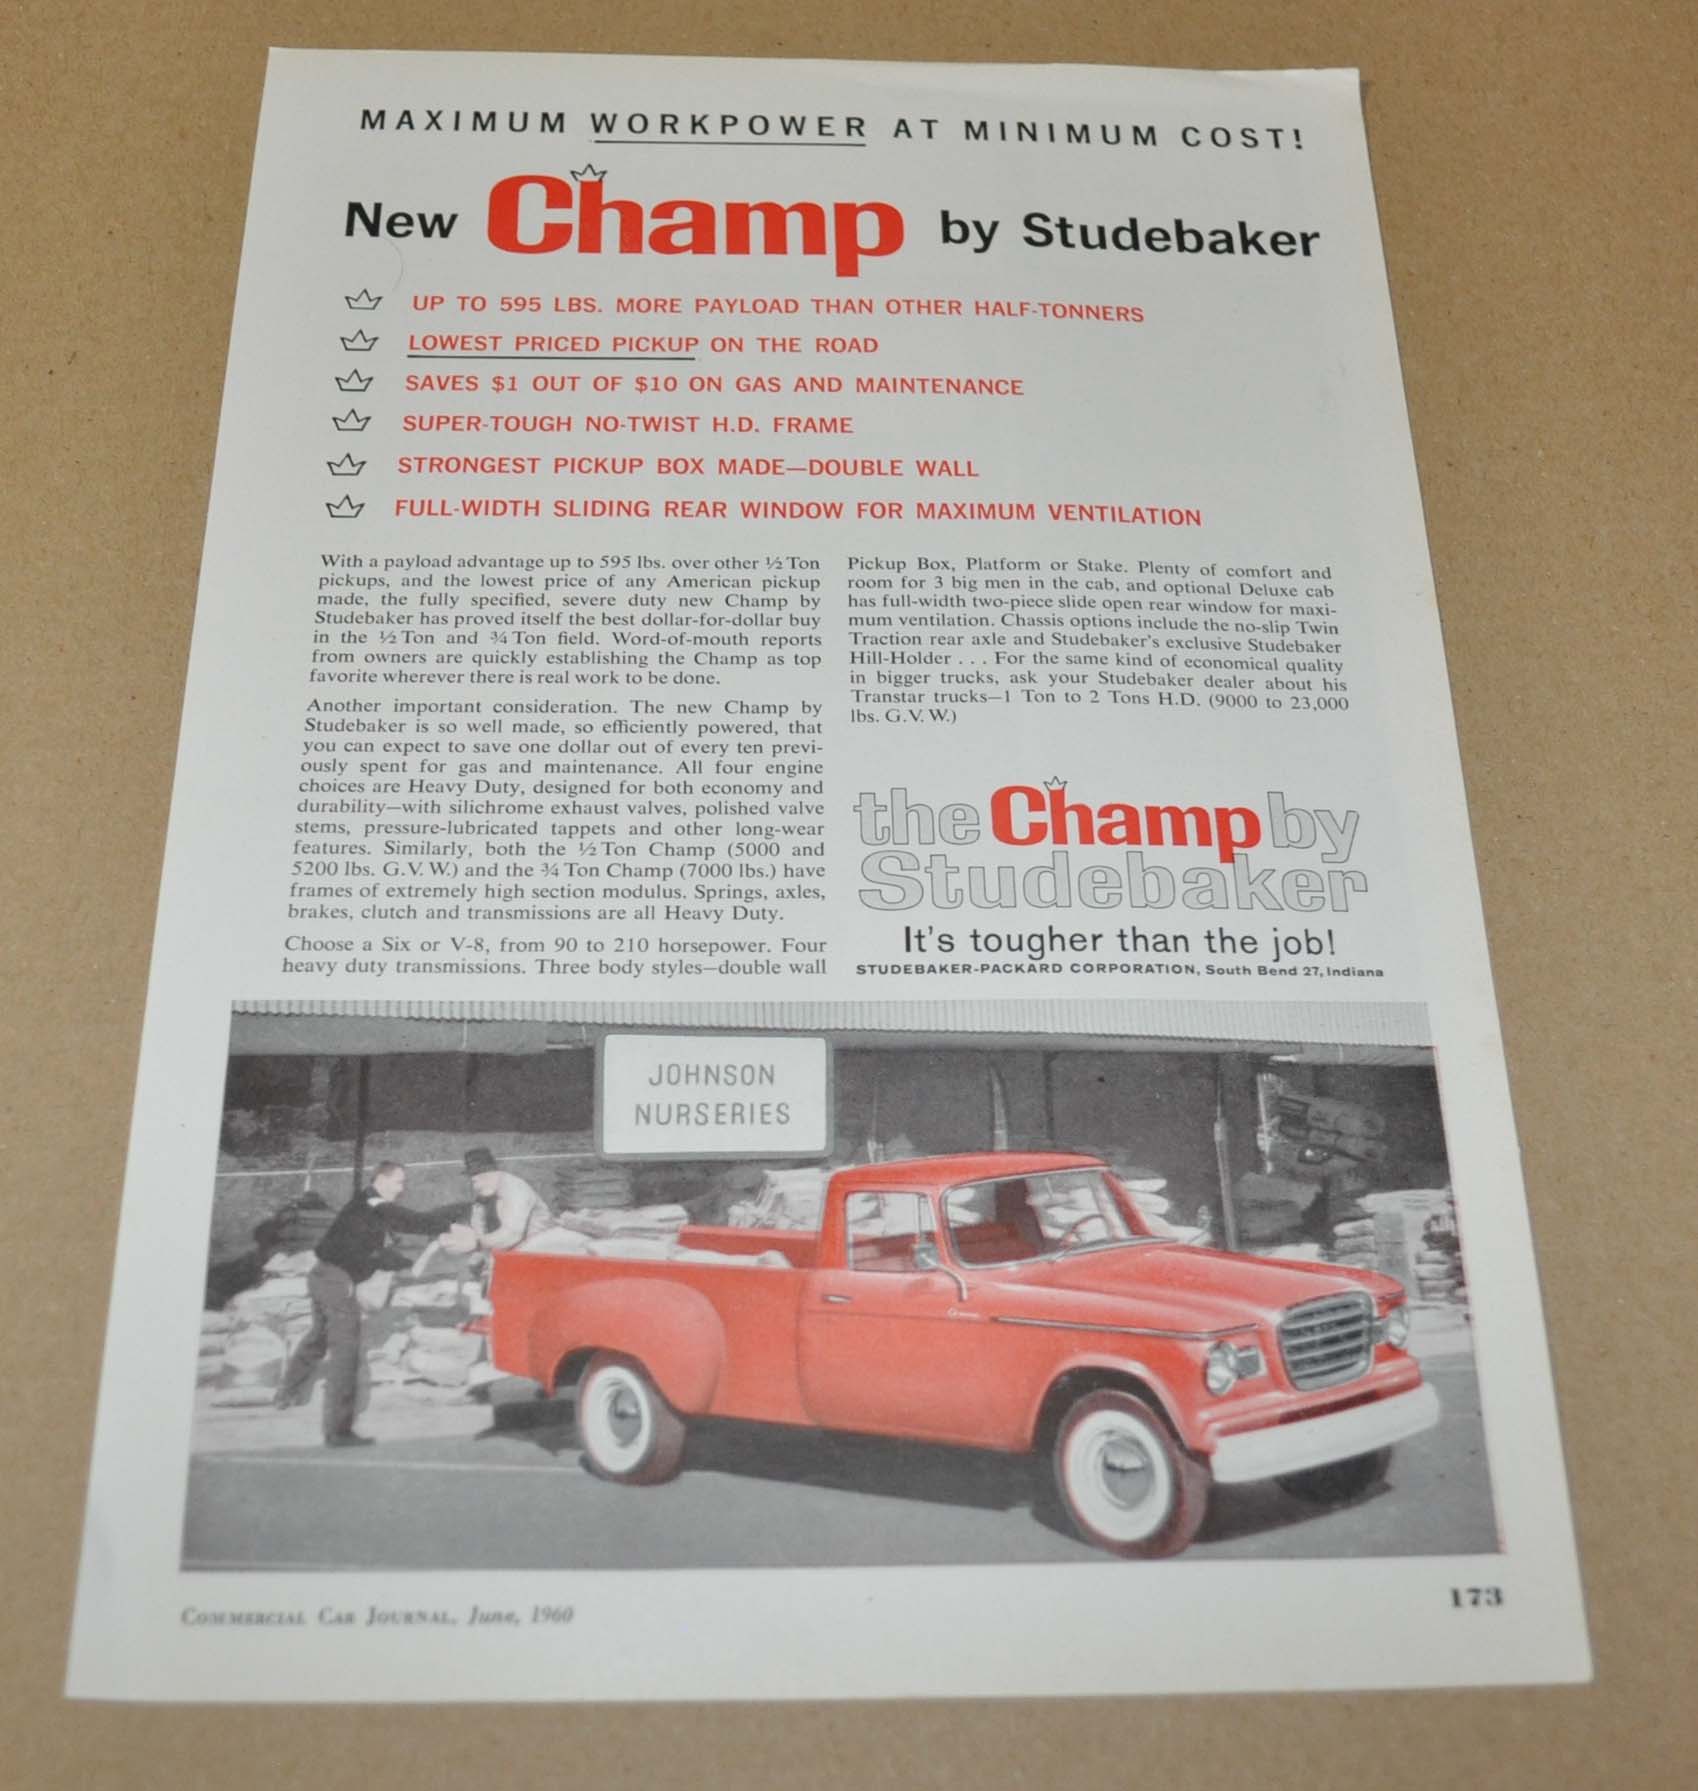 MAXIMUM WORKPOWER AT MINIMUM COST!
New Champ by Studebaker
UP TO 595 LBS. MORE PAYLOAD THAN OTHER HALF-TONNERS
LOWEST PRICED PICKUP ON THE ROAD
SAVES $1 OUT OF $10 ON GAS AND MAINTENANCE
SUPER-TOUGH NO-TWIST H.D. FRAME
STRONGEST PICKUP BOX MADE—DOUBLE WALL
FULL-WIDTH SLIDING REAR WINDOW FOR MAXIMUM VENTILATION
With a payload advantage up to 595 lbs. over other ½ Ton
pickups, and the lowest price of any American pickup
made, the fully specified, severe duty new Champ by
Studebaker has proved itself the best dollar-for-dollar buy
in the ½ Ton and ¾ Ton field. Word-of-mouth reports
from owners are quickly establishing the Champ as top
favorite wherever there is real work to be done.
Another important consideration. The new Champ by
Studebaker is so well made, so efficiently powered, that
you can expect to save one dollar out of every ten previ-
ously spent for gas and maintenance. All four engine
choices are Heavy Duty, designed for both economy and
durability—with silichrome exhaust valves, polished valve
stems, pressure-lubricated tappets and other long-wear
features. Similarly, both the ½ Ton Champ (5000 and
5200 lbs. G.V.W.) and the ¾ Ton Champ (7000 lbs.) have
frames of extremely high section modulus. Springs, axles,
brakes, clutch and transmissions are all Heavy Duty.
Choose a Six or V-8, from 90 to 210 horsepower. Four
heavy duty transmissions. Three body styles—double wall
Pickup Box, Platform or Stake. Plenty of comfort and
room for 3 big men in the cab, and optional Deluxe cab
has full-width two-piece slide open rear window for maxi-
mum ventilation. Chassis options include the no-slip Twin
Traction rear axle and Studebaker's exclusive Studebaker
Hill-Holder . . . For the same kind of economical quality
in bigger trucks, ask your Studebaker dealer about his
Transtar trucks—1 Ton to 2 Tons H.D. (9000 to 23,000
lbs. G.V.W.)
the Champ by
Studebaker
It's tougher than the job!
STUDEBAKER-PACKARD CORPORATION, South Bend 27, Indiana
JOHNSON
NURSERIES
COMMERCIAL CAR JOURNAL, June, 1960
173